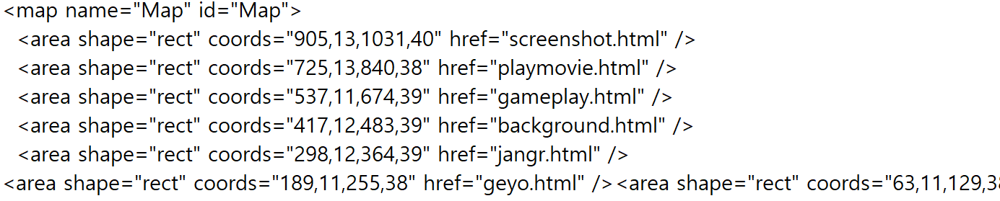 <map name="Map" id="Map">
<area shape="rect" coords="905,13,1031,40" href="screenshot.html" />
<area shape="rect" coords="725,13,840,38" href="playmovie.html" />
<area shape="rect" coords="537,11,674,39" href="gameplay.html" />
<area shape="rect" coords="417,12,483,39" href="background.html" />
<area shape="rect" coords="298,12,364,39" href="jangr.html" />
<area shape="rect" coords="189,11,255,38" href="geyo.html" /><area shape="rect" coords="63,11,129,38